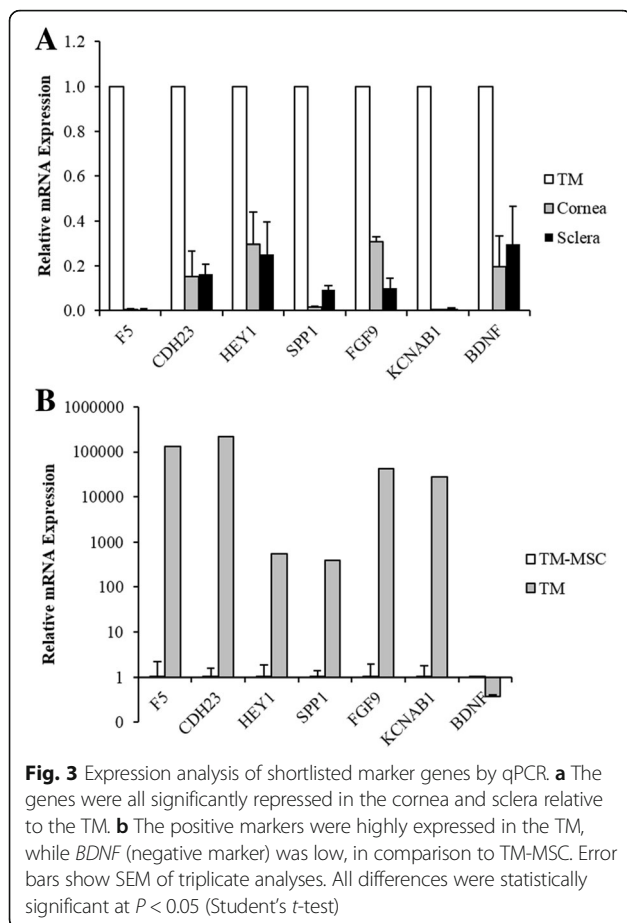 A
1.2
1.0
0.8
0.6
0.4
0.2
0.0
Relative mRNA Expression
TM
Cornea
Sclera
F5
CDH23
HEY1
SPP1
FGF9
KCNAB1
BDNF
B
1000000
100000
10000
1000
100
10
1
0
Relative mRNA Expression
TM-MSC
TM
F5
CDH23
HEY1
SPP1
FGF9
KCNAB1
BDNF
Fig. 3 Expression analysis of shortlisted marker genes by qPCR. a The
genes were all significantly repressed in the cornea and sclera relative
to the TM. b The positive markers were highly expressed in the TM,
while BDNF (negative marker) was low, in comparison to TM-MSC. Error
bars show SEM of triplicate analyses. All differences were statistically
significant at P < 0.05 (Student's t-test)